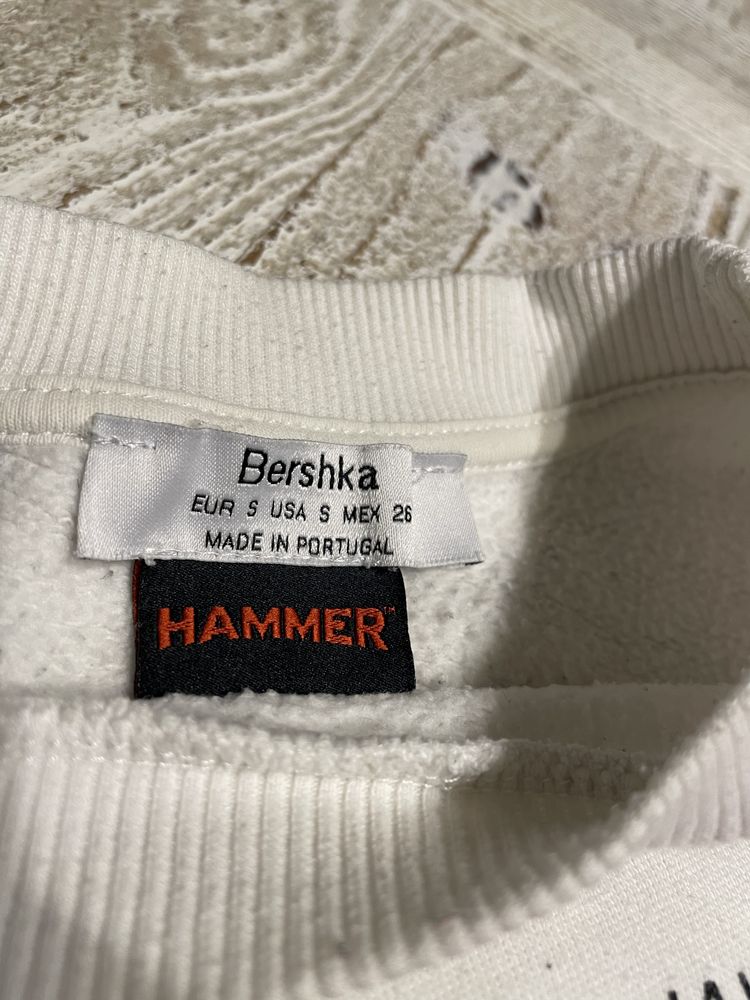 Bershka
EUR S USA S MEX 26
MADE IN PORTUGAL
HAMMER™